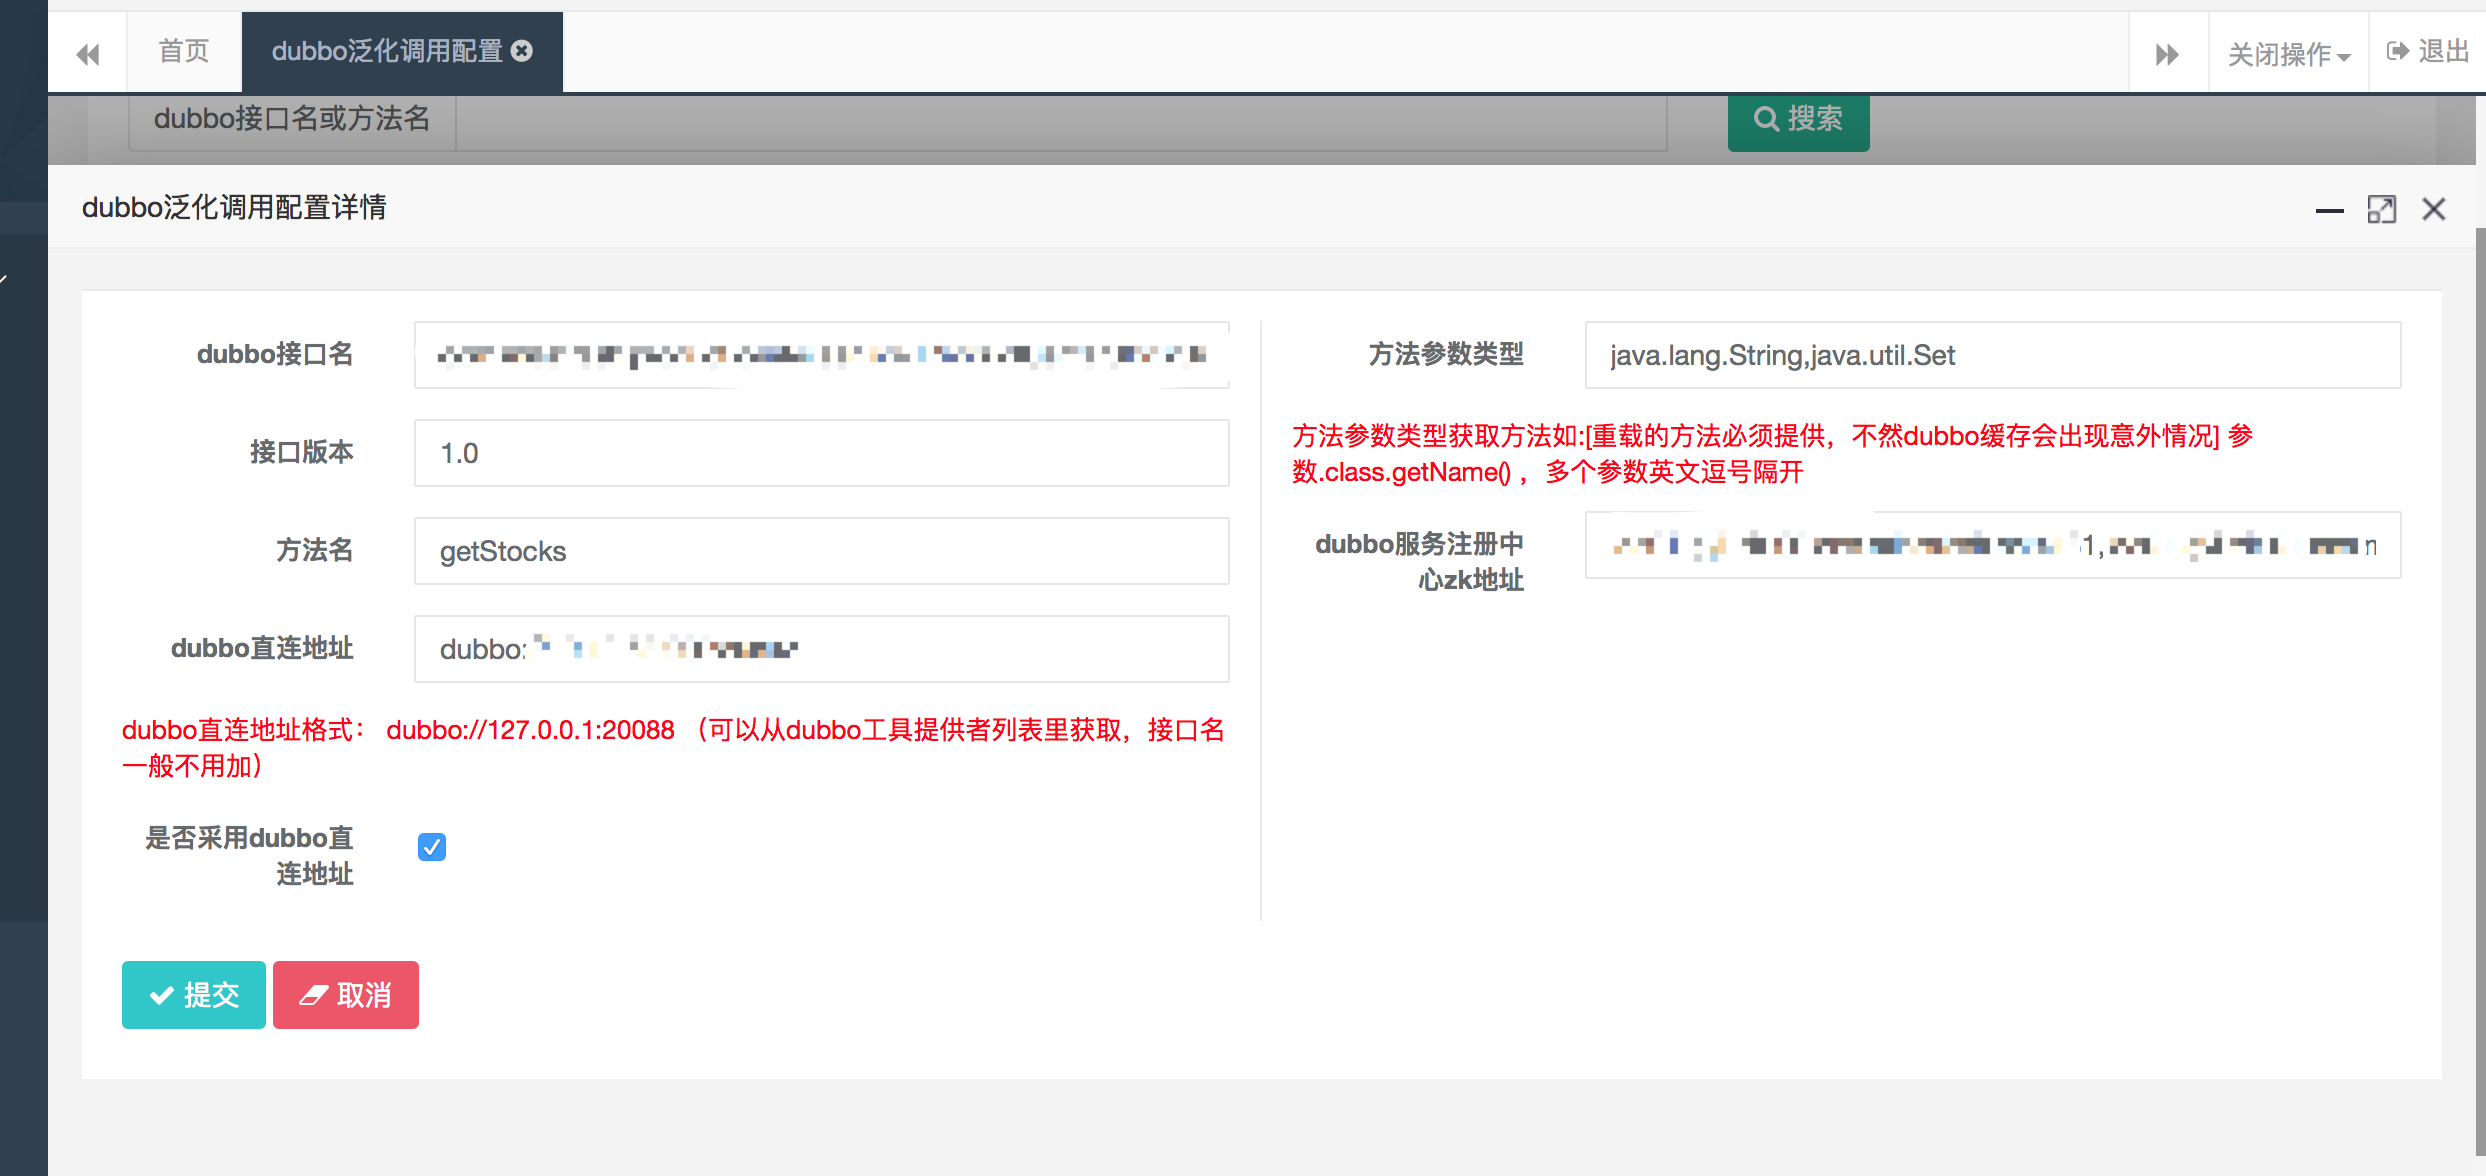 首页
dubbo泛化调用配置
关闭操作
退出
dubbo接口名或方法名
搜索
dubbo泛化调用配置详情
dubbo接口名
接口版本
1.0
方法名
getStocks
dubbo直连地址
dubbo:
dubbo直连地址格式： dubbo://127.0.0.1:20088 （可以从dubbo工具提供者列表里获取，接口名
一般不用加）
是否采用dubbo直
连地址
方法参数类型
java.lang.String,java.util.Set
方法参数类型获取方法如:[重载的方法必须提供，不然dubbo缓存会出现意外情况] 参
数.class.getName() ，多个参数英文逗号隔开
dubbo服务注册中
心zk地址
1,
提交
取消